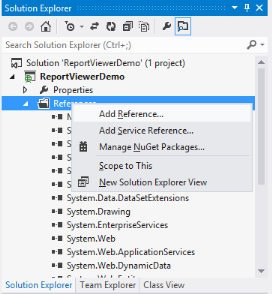 Solution Explorer
Search Solution Explorer (Ctrl+;)
Solution 'ReportViewerDemo' (1 project)
ReportViewerDemo
Properties
References
Add Reference...
Add Service Reference...
Manage NuGet Packages...
Scope to This
New Solution Explorer View
System.Data.DataSetExtensions
System.Drawing
System.EnterpriseServices
System.Web
System.Web.ApplicationServices
System.Web.DynamicData
Solution Explorer Team Explorer Class View